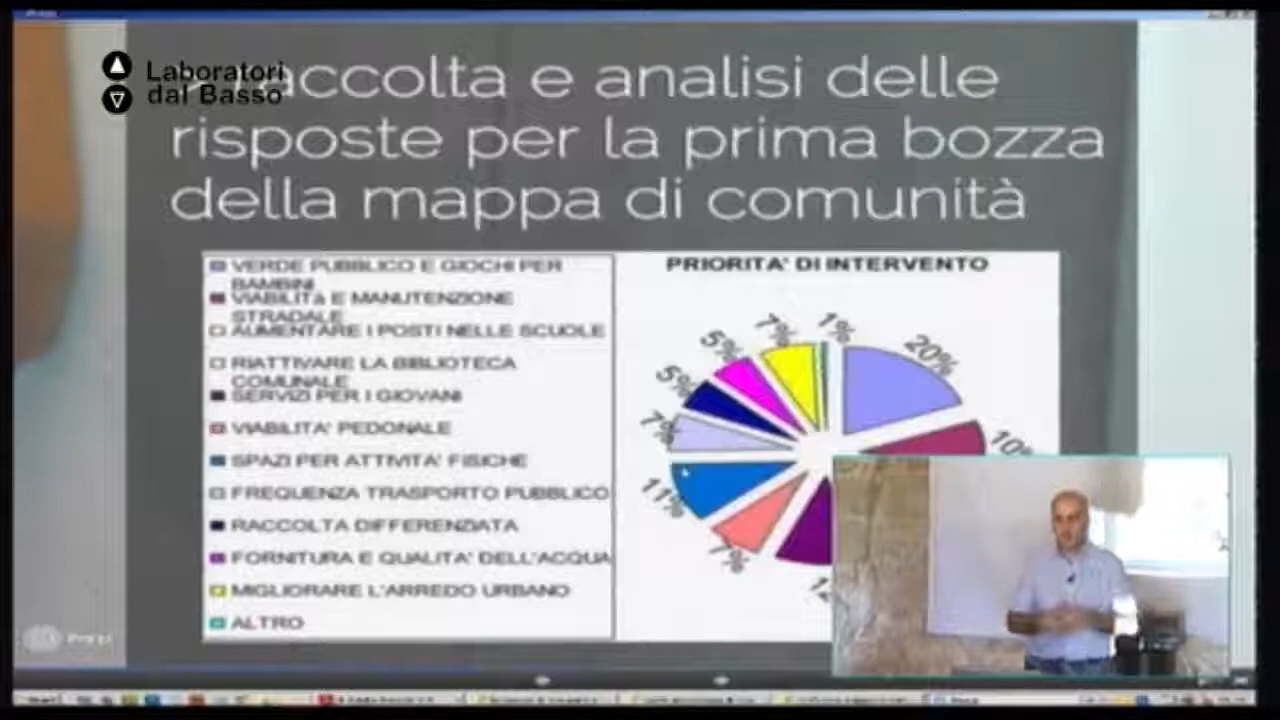 Laboratori
dal Basso
raccolta e analisi delle
risposte per la prima bozza
della mappa di comunità
VERDE PUBBLICO E GIOCHI PER
BAMBINI
VIABILITà E MANUTENZIONE
STRADALE
AUMENTARE I POSTI NELLE SCUOLE
RIATTIVARE LA BIBLIOTECA
COMUNALE
SERVIZI PER I GIOVANI
VIABILITA' PEDONALE
SPAZI PER ATTIVITA' FISICHE
FREQUENZA TRASPORTO PUBBLICO
RACCOLTA DIFFERENZIATA
FORNITURA E QUALITA' DELL'ACQUA
MIGLIORARE L'ARREDO URBANO
ALTRO
PRIORITA' DI INTERVENTO
1%
20%
7%
5%
5%
10%
7%
11%
7%
Prezi